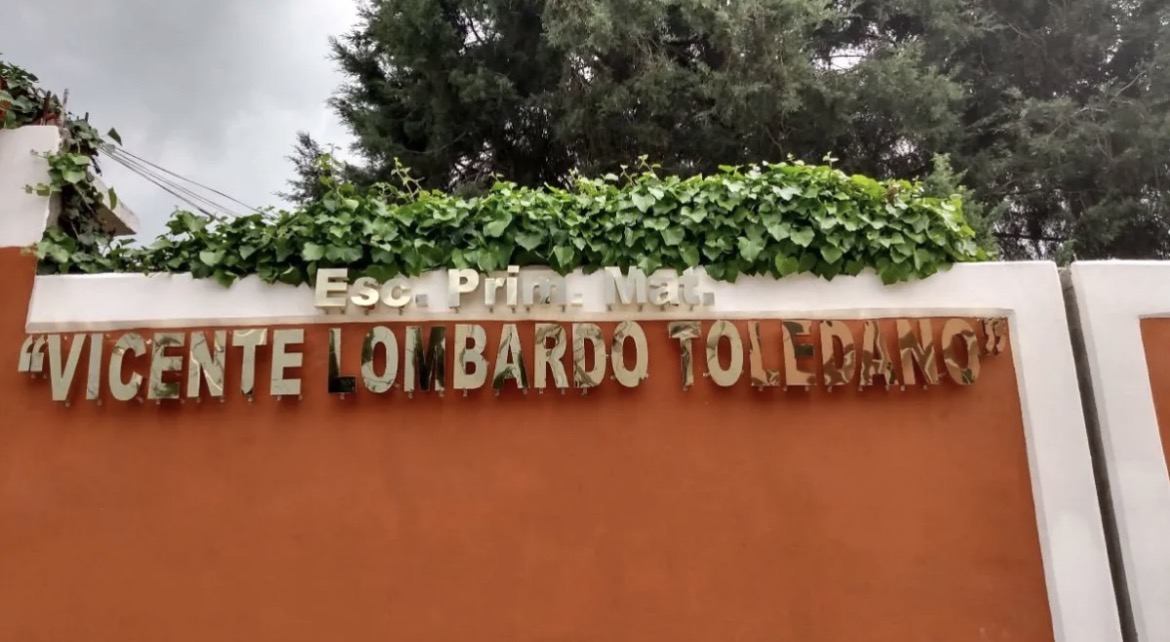 Esc. Prim. Mat.
“VICENTE LOMBARDO TOLEDANO”